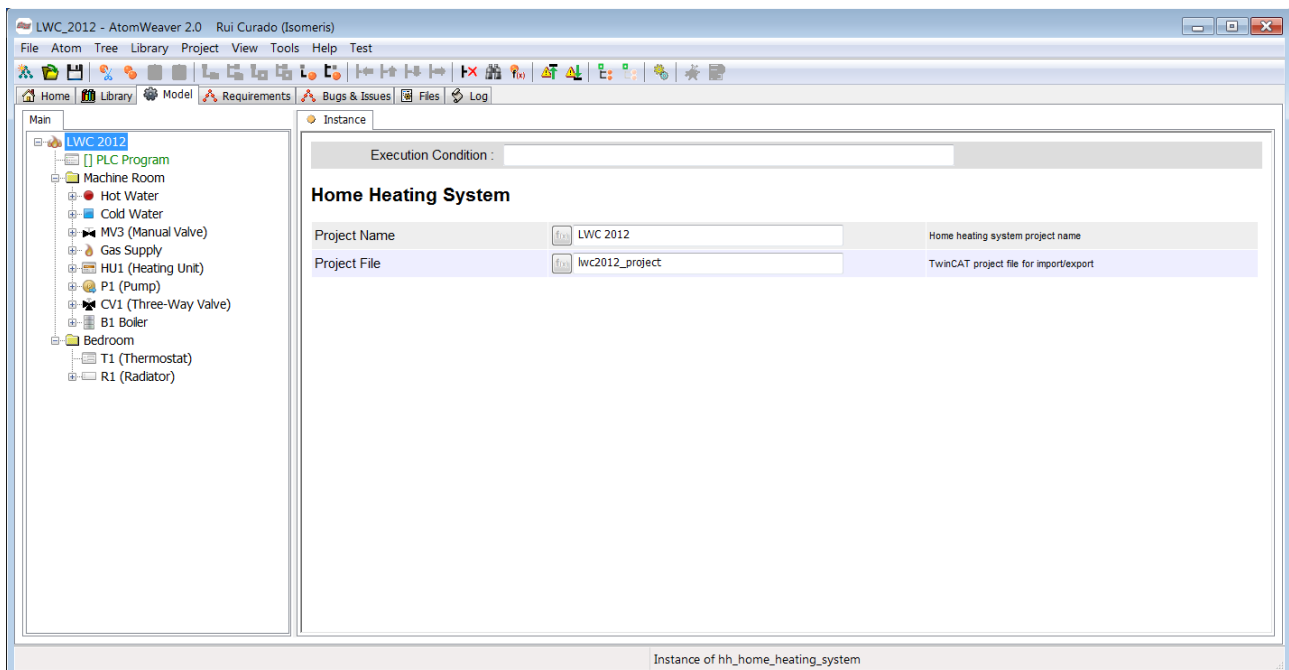 LWC_2012 - AtomWeaver 2.0 Rui Curado (Isomeris)
File Atom Tree Library Project View Tools Help Test
Home Library Model Requirements Bugs & Issues Files Log
Main
Instance
LWC 2012
[] PLC Program
Machine Room
Hot Water
Cold Water
MV3 (Manual Valve)
Gas Supply
HU1 (Heating Unit)
P1 (Pump)
CV1 (Three-Way Valve)
B1 Boiler
Bedroom
T1 (Thermostat)
R1 (Radiator)
Execution Condition :
Home Heating System
Project Name f(x) LWC 2012 Home heating system project name
Project File f(x) lwc2012_project TwinCAT project file for import/export
Instance of hh_home_heating_system